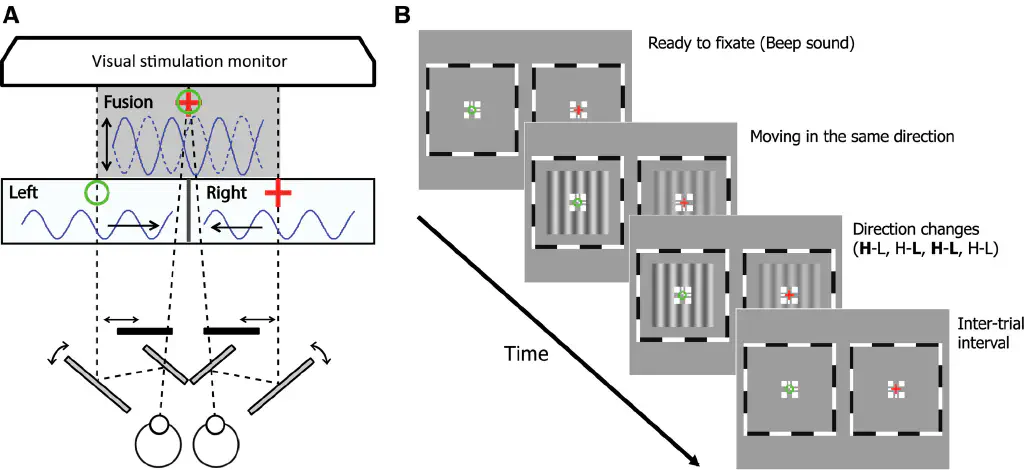 A
Visual stimulation monitor
Fusion
Left
Right
B
Ready to fixate (Beep sound)
Moving in the same direction
Direction changes
(H-L, H-L, H-L, H-L)
Inter-trial
interval
Time